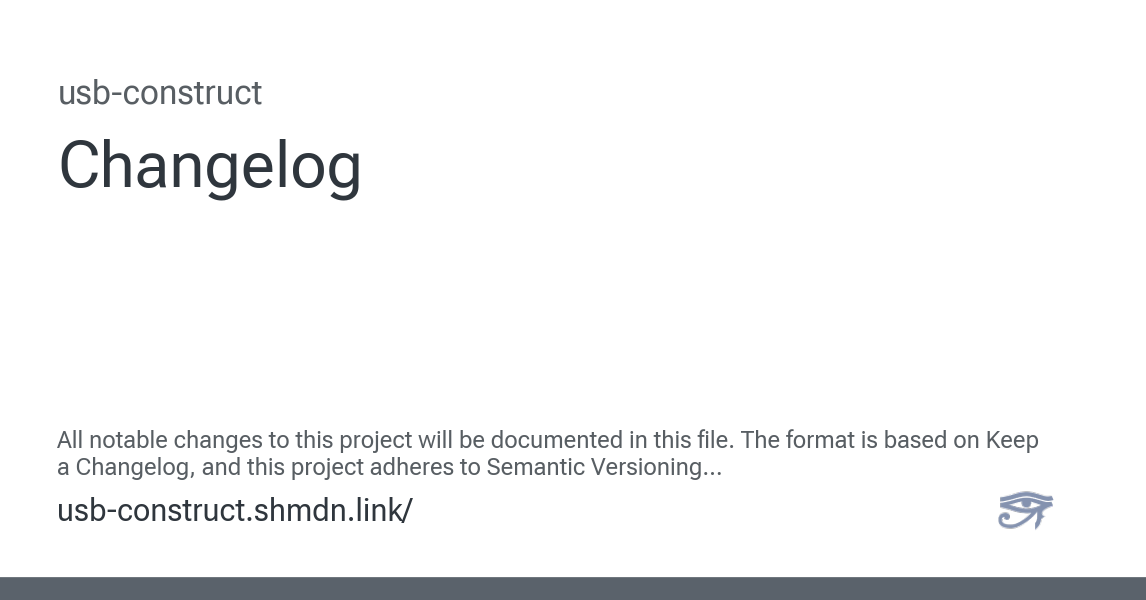 usb-construct
Changelog
All notable changes to this project will be documented in this file. The format is based on Keep
a Changelog, and this project adheres to Semantic Versioning...
usb-construct.shmdn.link/